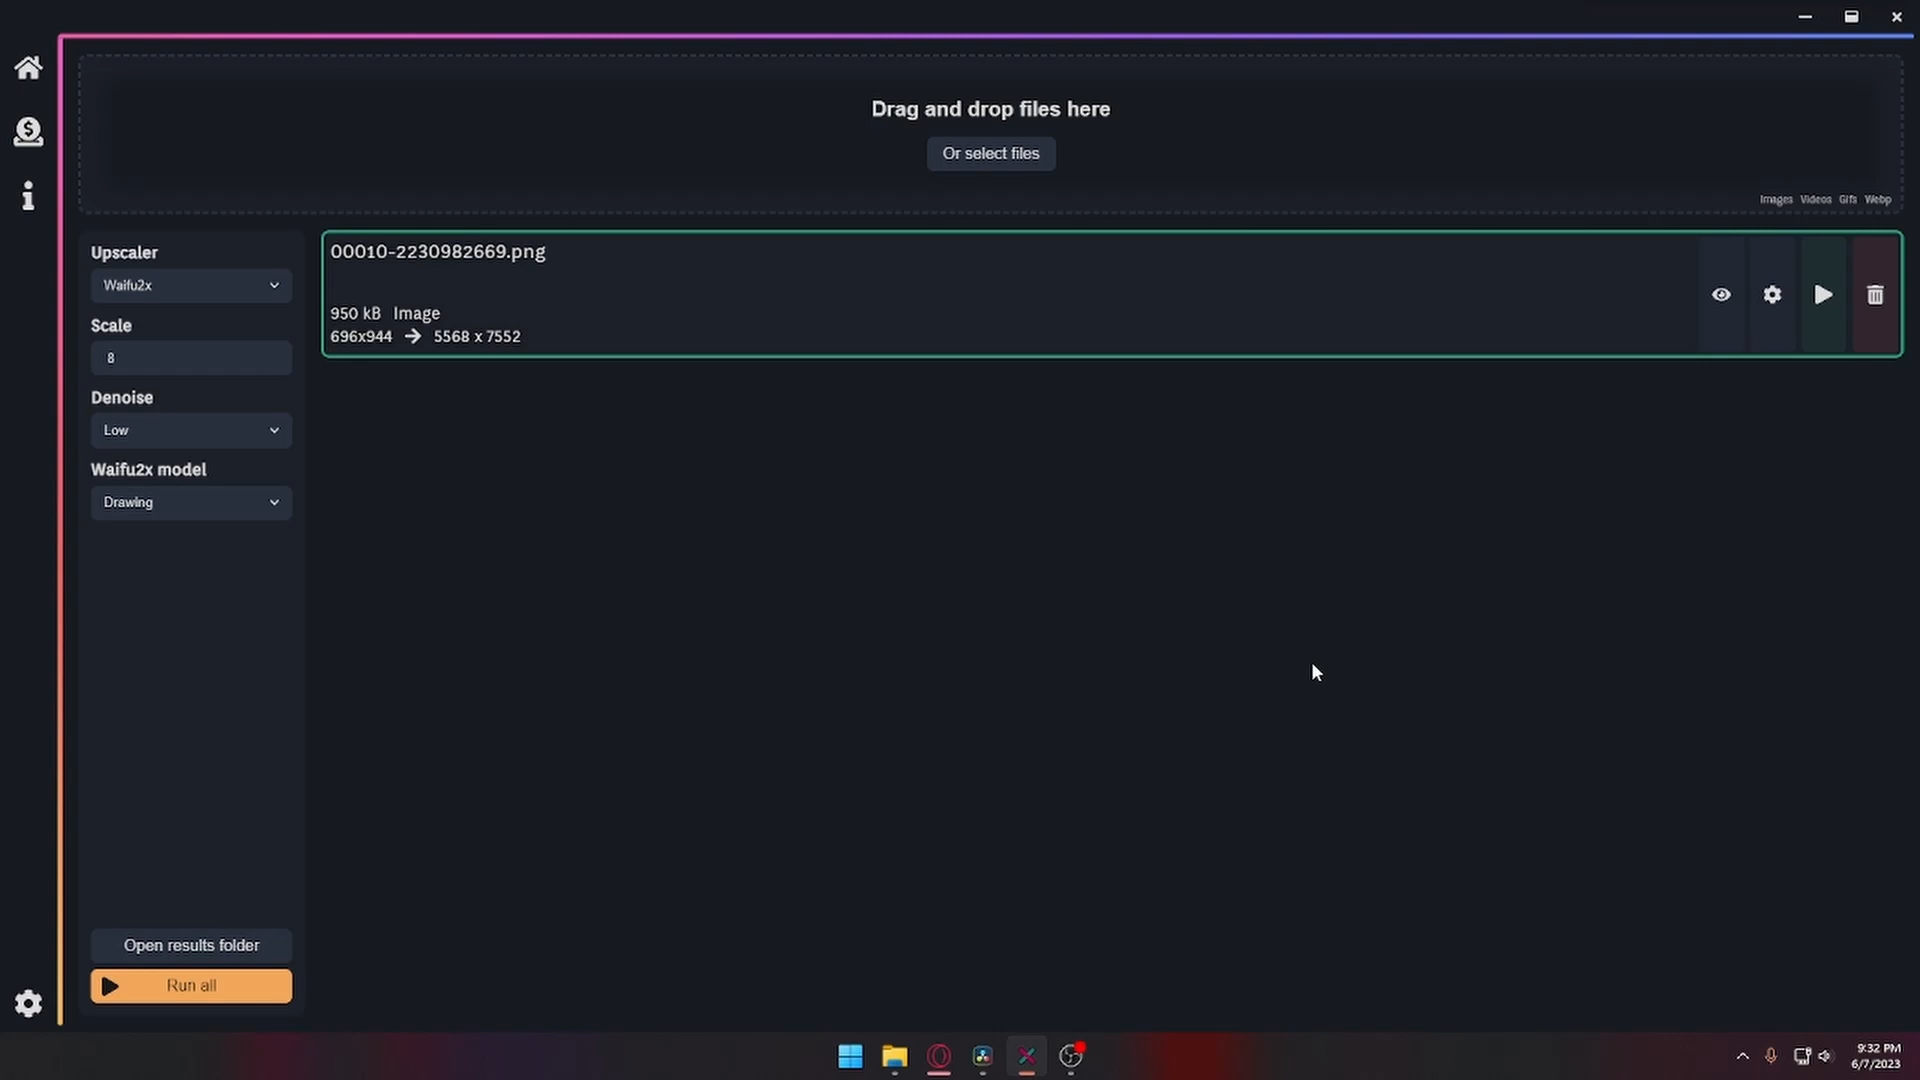 Drag and drop files here
Or select files
Images Videos Gifs Webp
Upscaler
Waifu2x
Scale
8
Denoise
Low
Waifu2x model
Drawing
00010-2230982669.png
950 kB Image
696x944 → 5568 x 7552
Open results folder
Run all
9:32 PM
6/7/2023